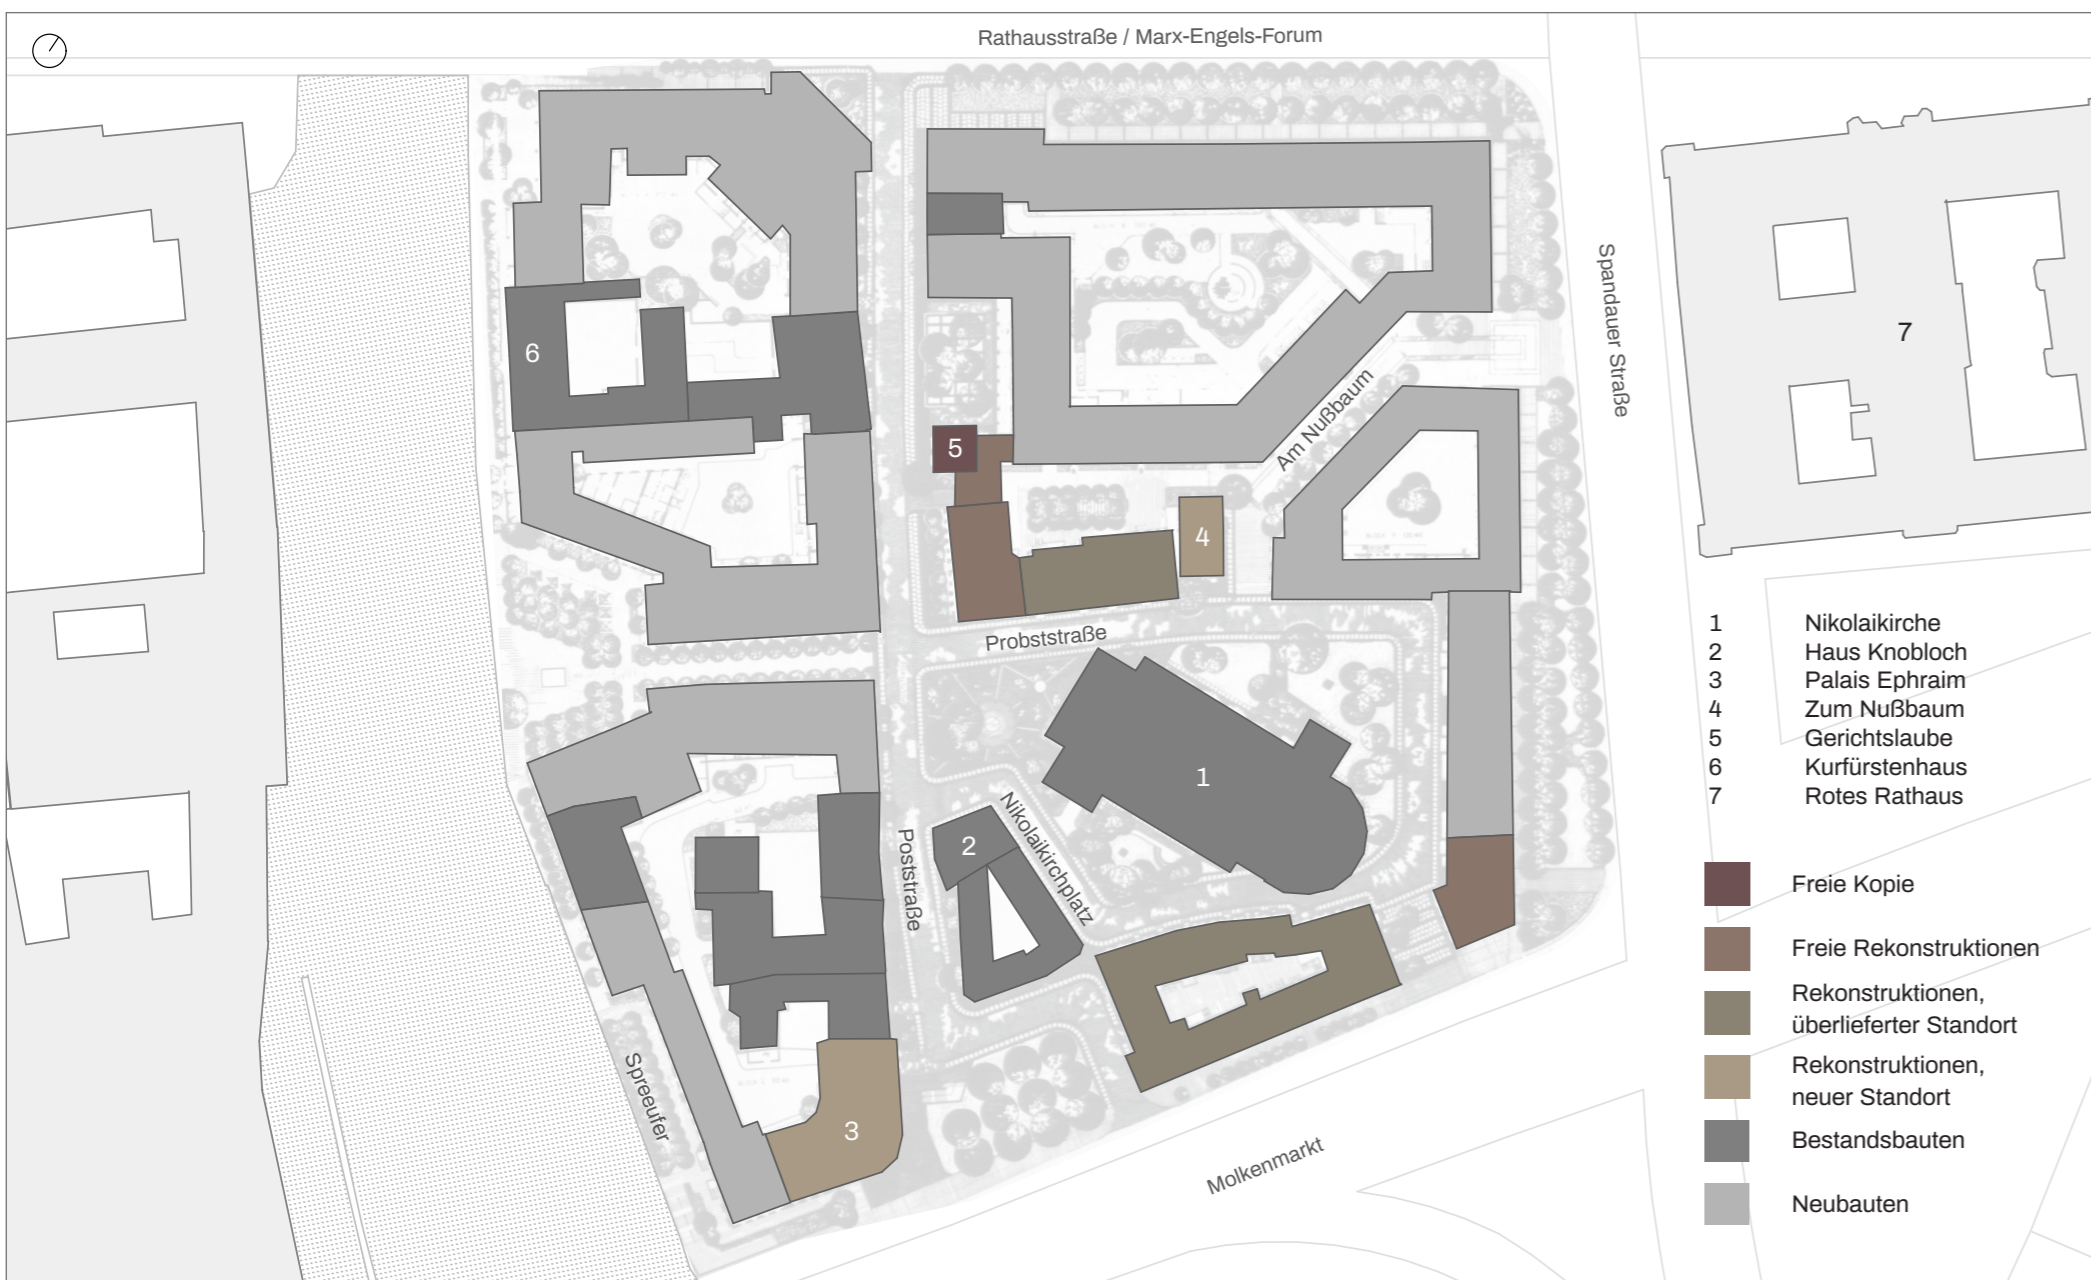 Rathausstraße / Marx-Engels-Forum
Spandauer Straße
7
6
Am Nußbaum
5
4
Probststraße
1
2
Nikolaikirchplatz
Poststraße
3
Spreeufer
Molkenmarkt
1 Nikolaikirche
2 Haus Knobloch
3 Palais Ephraim
4 Zum Nußbaum
5 Gerichtslaube
6 Kurfürstenhaus
7 Rotes Rathaus
Freie Kopie
Freie Rekonstruktionen
Rekonstruktionen,
überlieferter Standort
Rekonstruktionen,
neuer Standort
Bestandsbauten
Neubauten